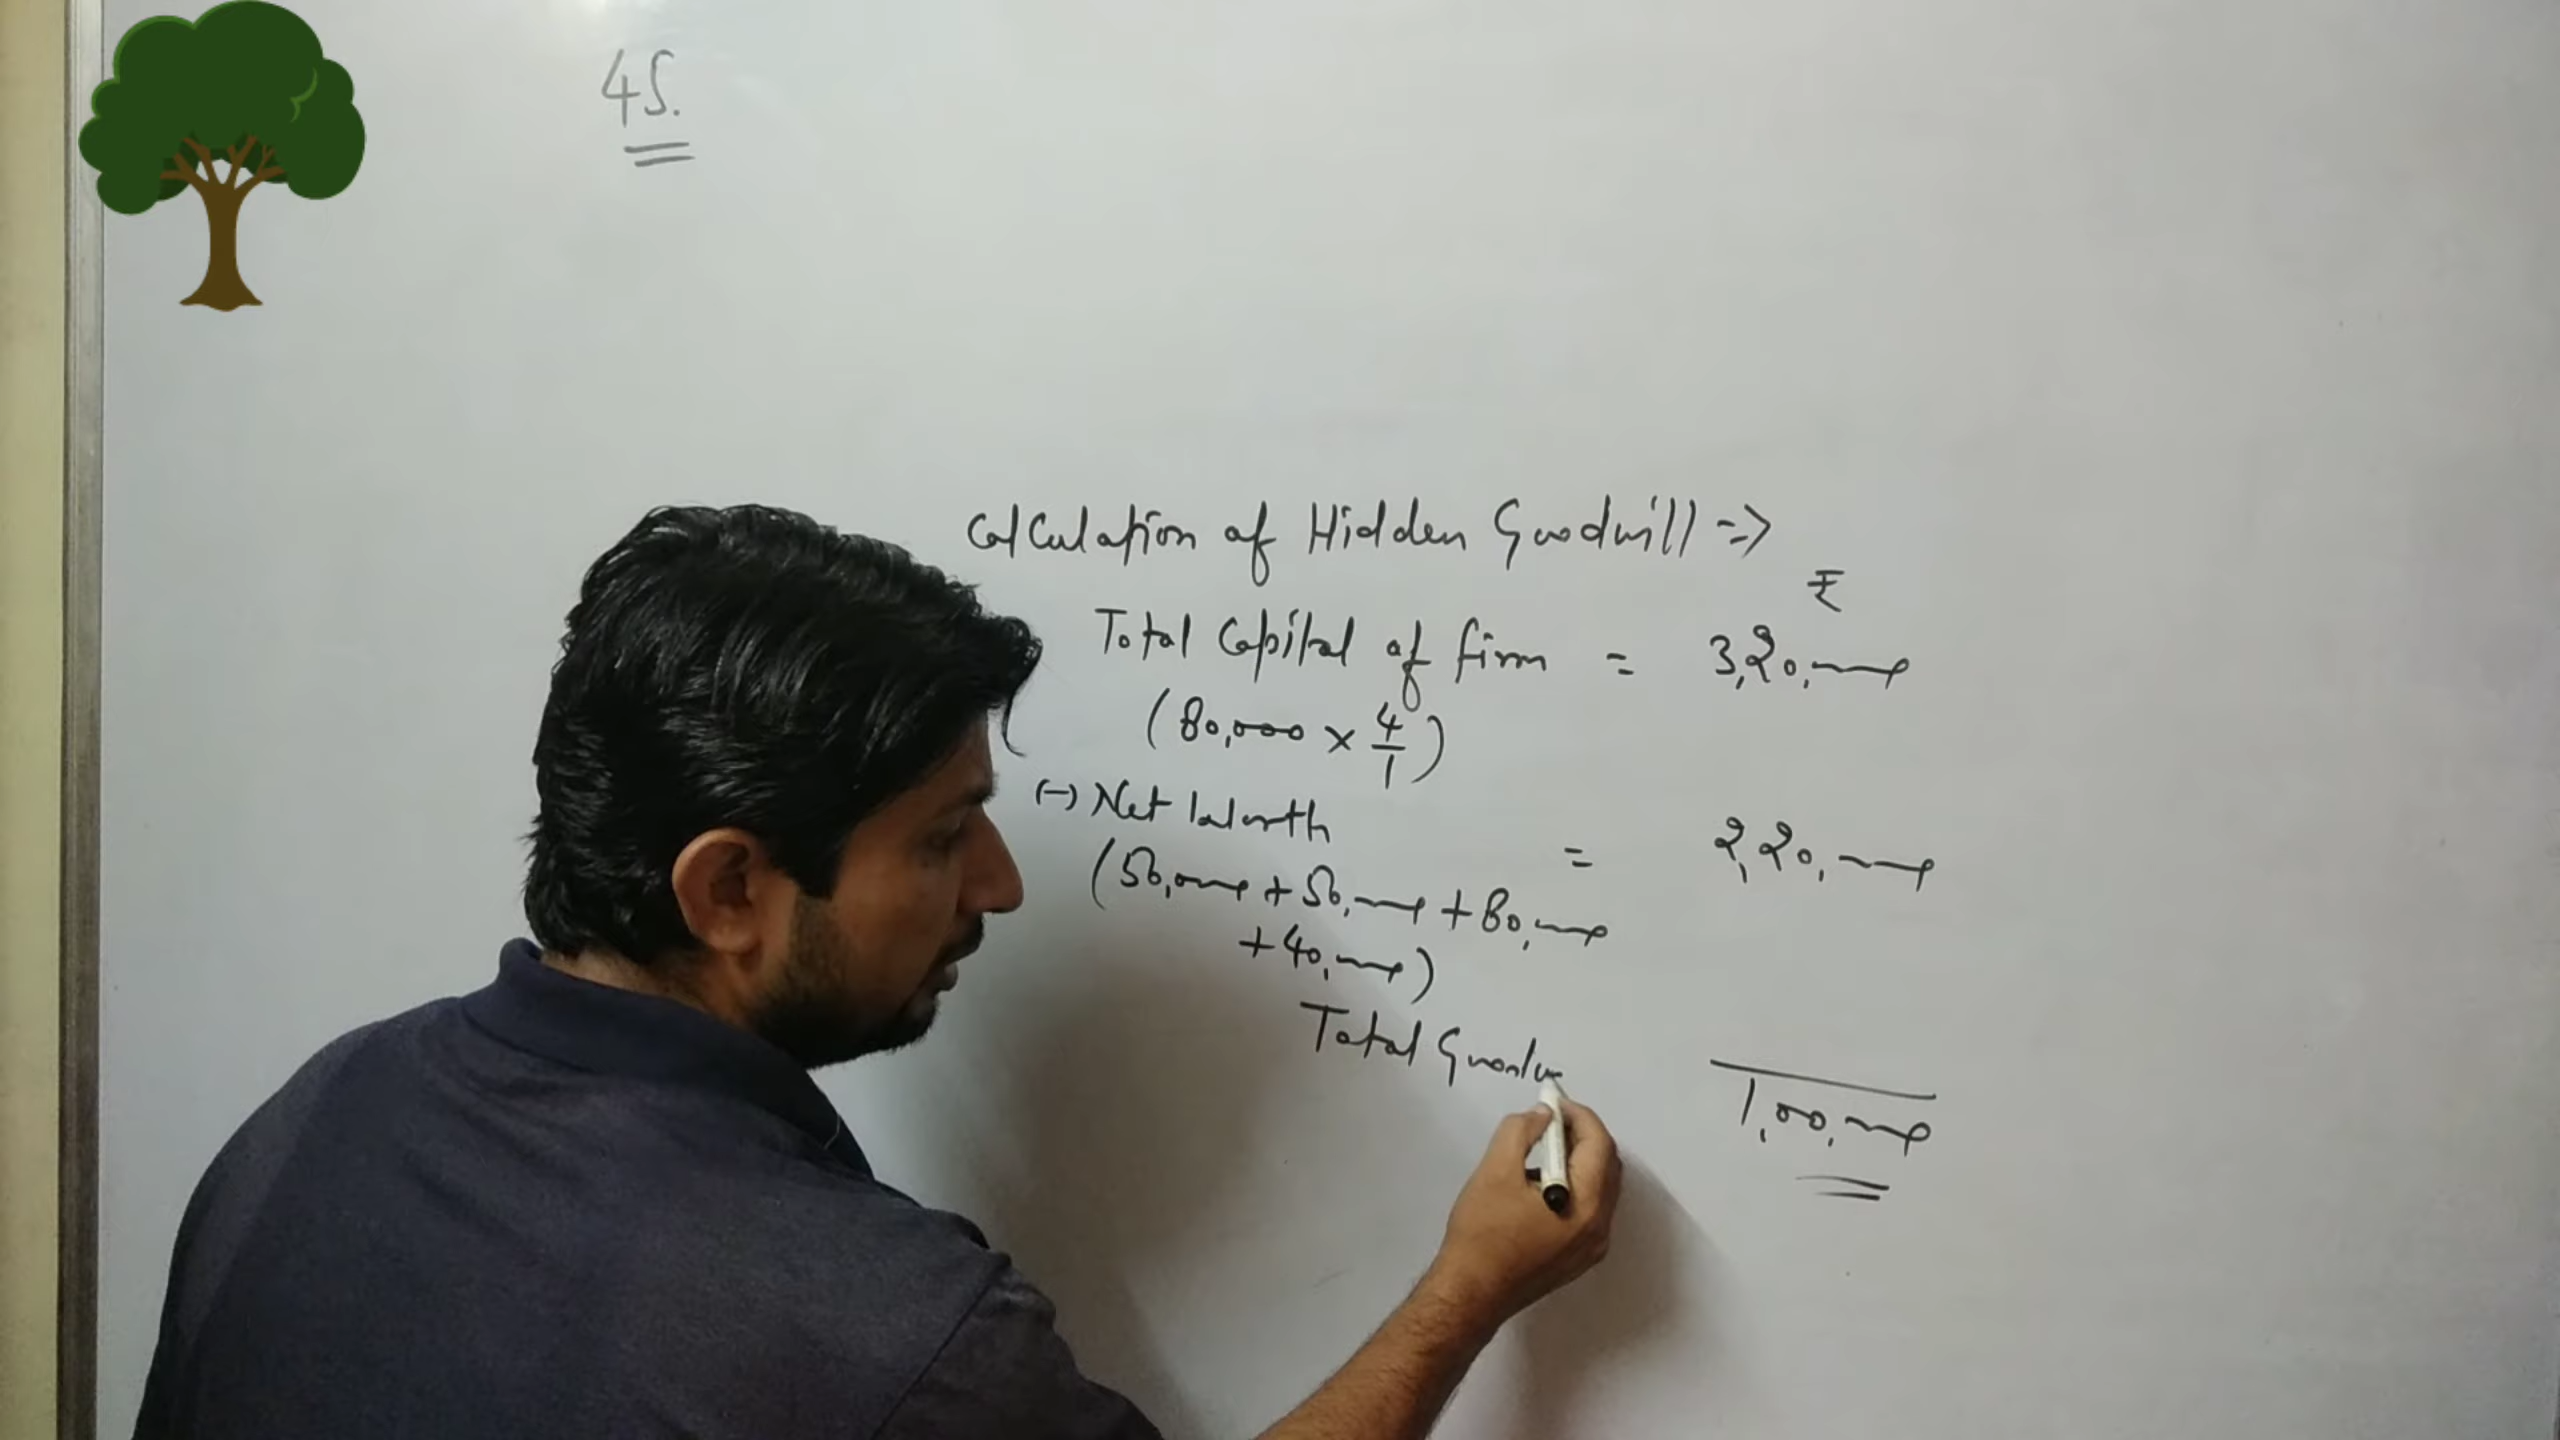 45.
Calculation of Hidden Goodwill =>
₹
Total Capital of firm = 3,20,000
(80,000 × 4/1)
(-) Net Worth = 2,20,000
(50,000 + 50,000 + 80,000
+ 40,000)
Total Goodw
1,00,000